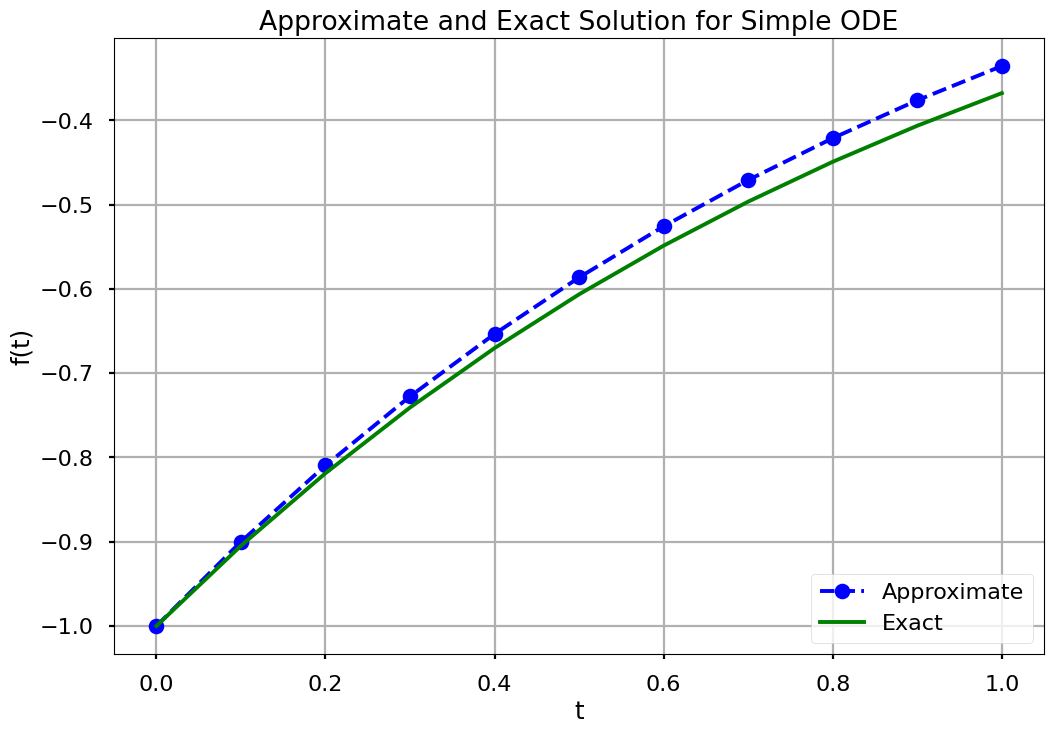 Approximate and Exact Solution for Simple ODE
f(t)
−0.4
−0.5
−0.6
−0.7
−0.8
−0.9
−1.0
0.0 0.2 0.4 0.6 0.8 1.0
t
Approximate
Exact